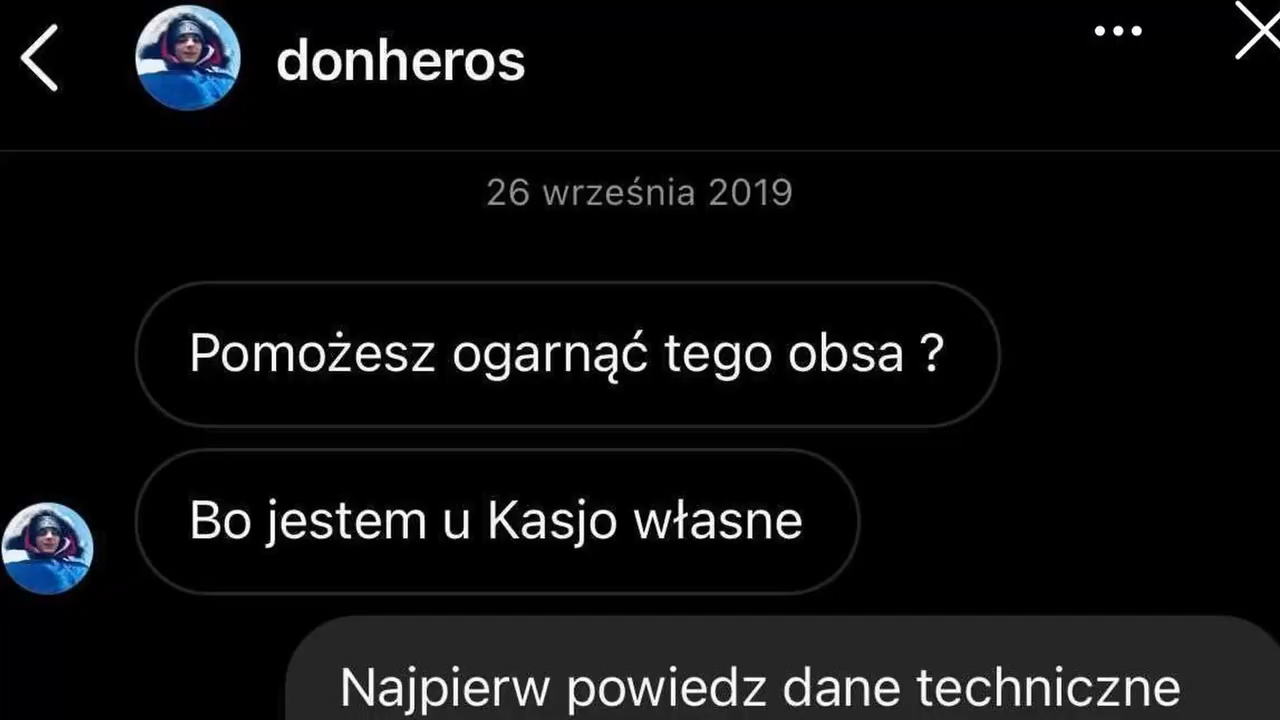 donheros
26 września 2019
Pomożesz ogarnąć tego obsa ?
Bo jestem u Kasjo własne
Najpierw powiedz dane techniczne